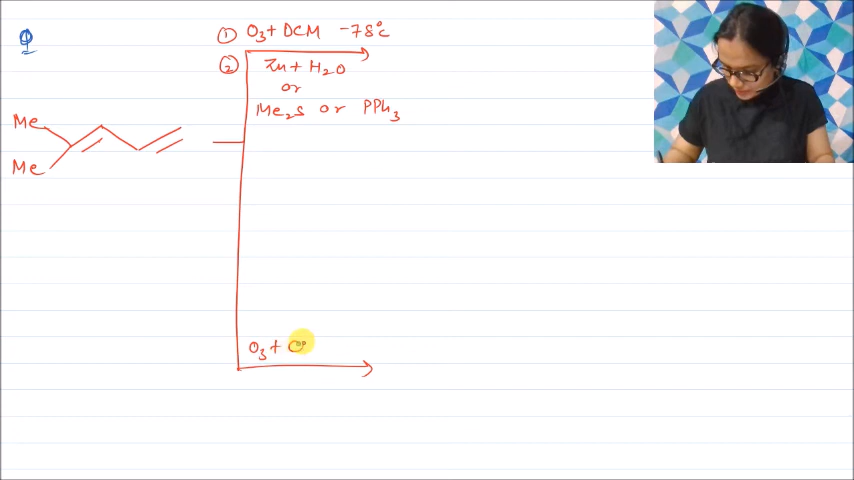 Q
① O3 + DCM -78°C
② Zn + H2O
or
Me2S or PPh3
Me
Me
O3 +